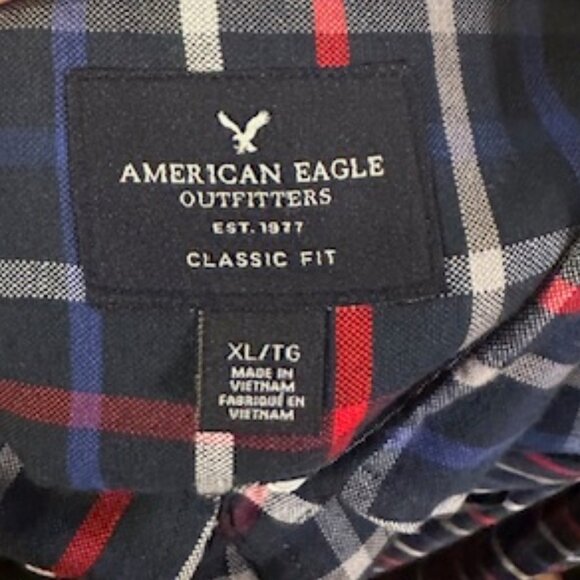 AMERICAN EAGLE
OUTFITTERS
EST. 1977
CLASSIC FIT
XL/TG
MADE IN
VIETNAM
FABRIQUÉ EN
VIETNAM